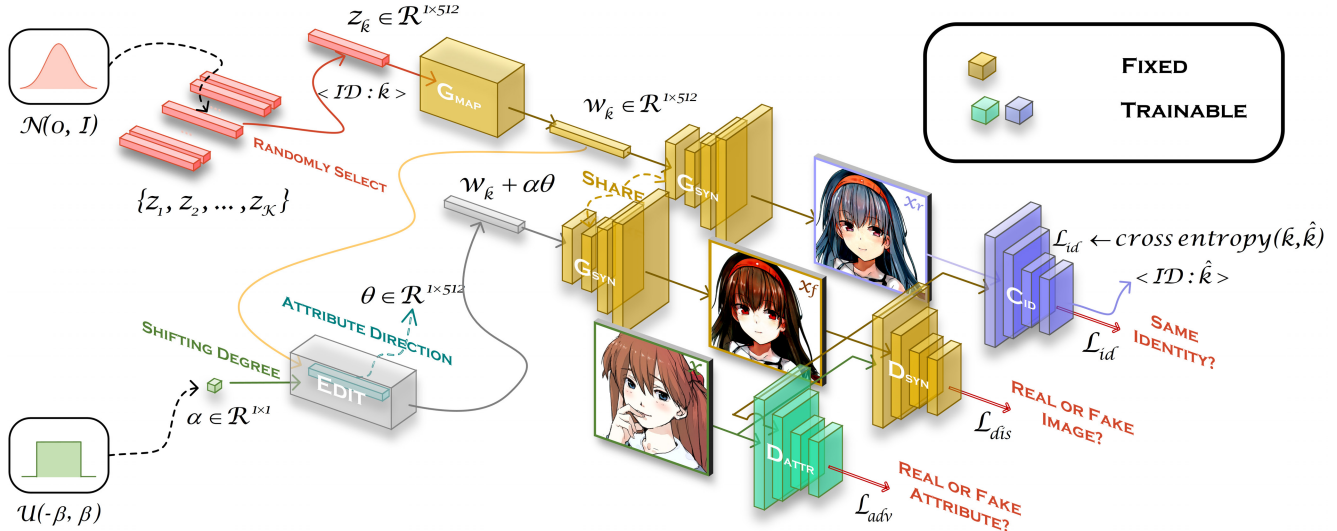 𝒩(0, I)
{z₁, z₂, ..., z_𝒦}
RANDOMLY SELECT
z_k ∈ ℛ^{1×512}
< ID : k >
G_MAP
w_k ∈ ℛ^{1×512}
SHARE
G_SYN
w_k + αθ
G_SYN
θ ∈ ℛ^{1×512}
ATTRIBUTE DIRECTION
SHIFTING DEGREE
EDIT
α ∈ ℛ^{1×1}
𝒰(-β, β)
FIXED
TRAINABLE
x_r
x_f
x
C_ID
ℒ_id ← cross entropy(k, k̂)
< ID : k̂ >
ℒ_id
SAME
IDENTITY?
D_SYN
ℒ_dis
REAL OR FAKE
IMAGE?
D_ATTR
ℒ_adv
REAL OR FAKE
ATTRIBUTE?